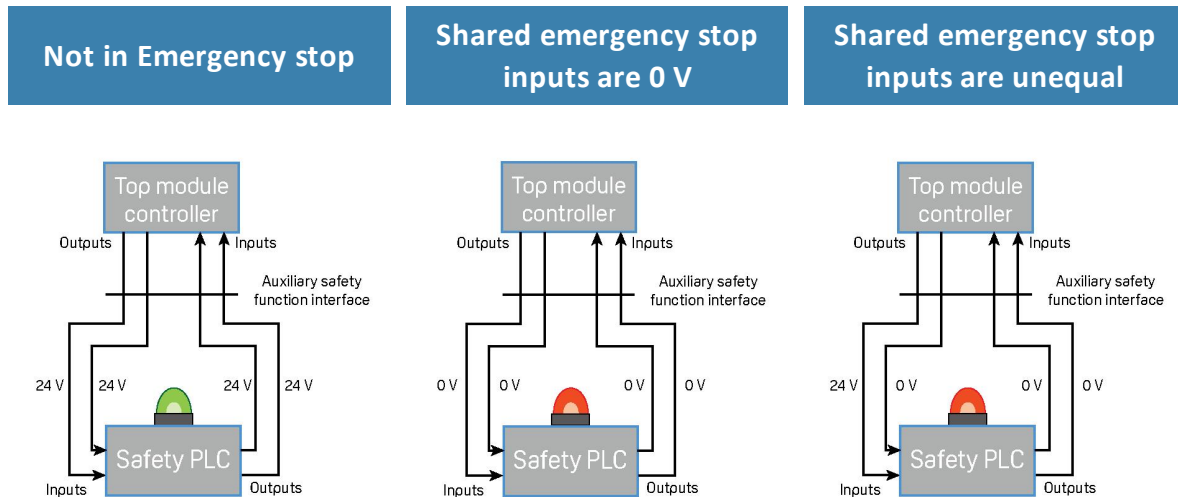 Not in Emergency stop
Shared emergency stop
inputs are 0 V
Shared emergency stop
inputs are unequal
Top module
controller
Outputs
Inputs
Auxiliary safety
function interface
24 V
24 V
24 V
24 V
Safety PLC
Inputs
Outputs
Top module
controller
Outputs
Inputs
Auxiliary safety
function interface
0 V
0 V
0 V
0 V
Safety PLC
Inputs
Outputs
Top module
controller
Outputs
Inputs
Auxiliary safety
function interface
24 V
0 V
0 V
0 V
Safety PLC
Inputs
Outputs